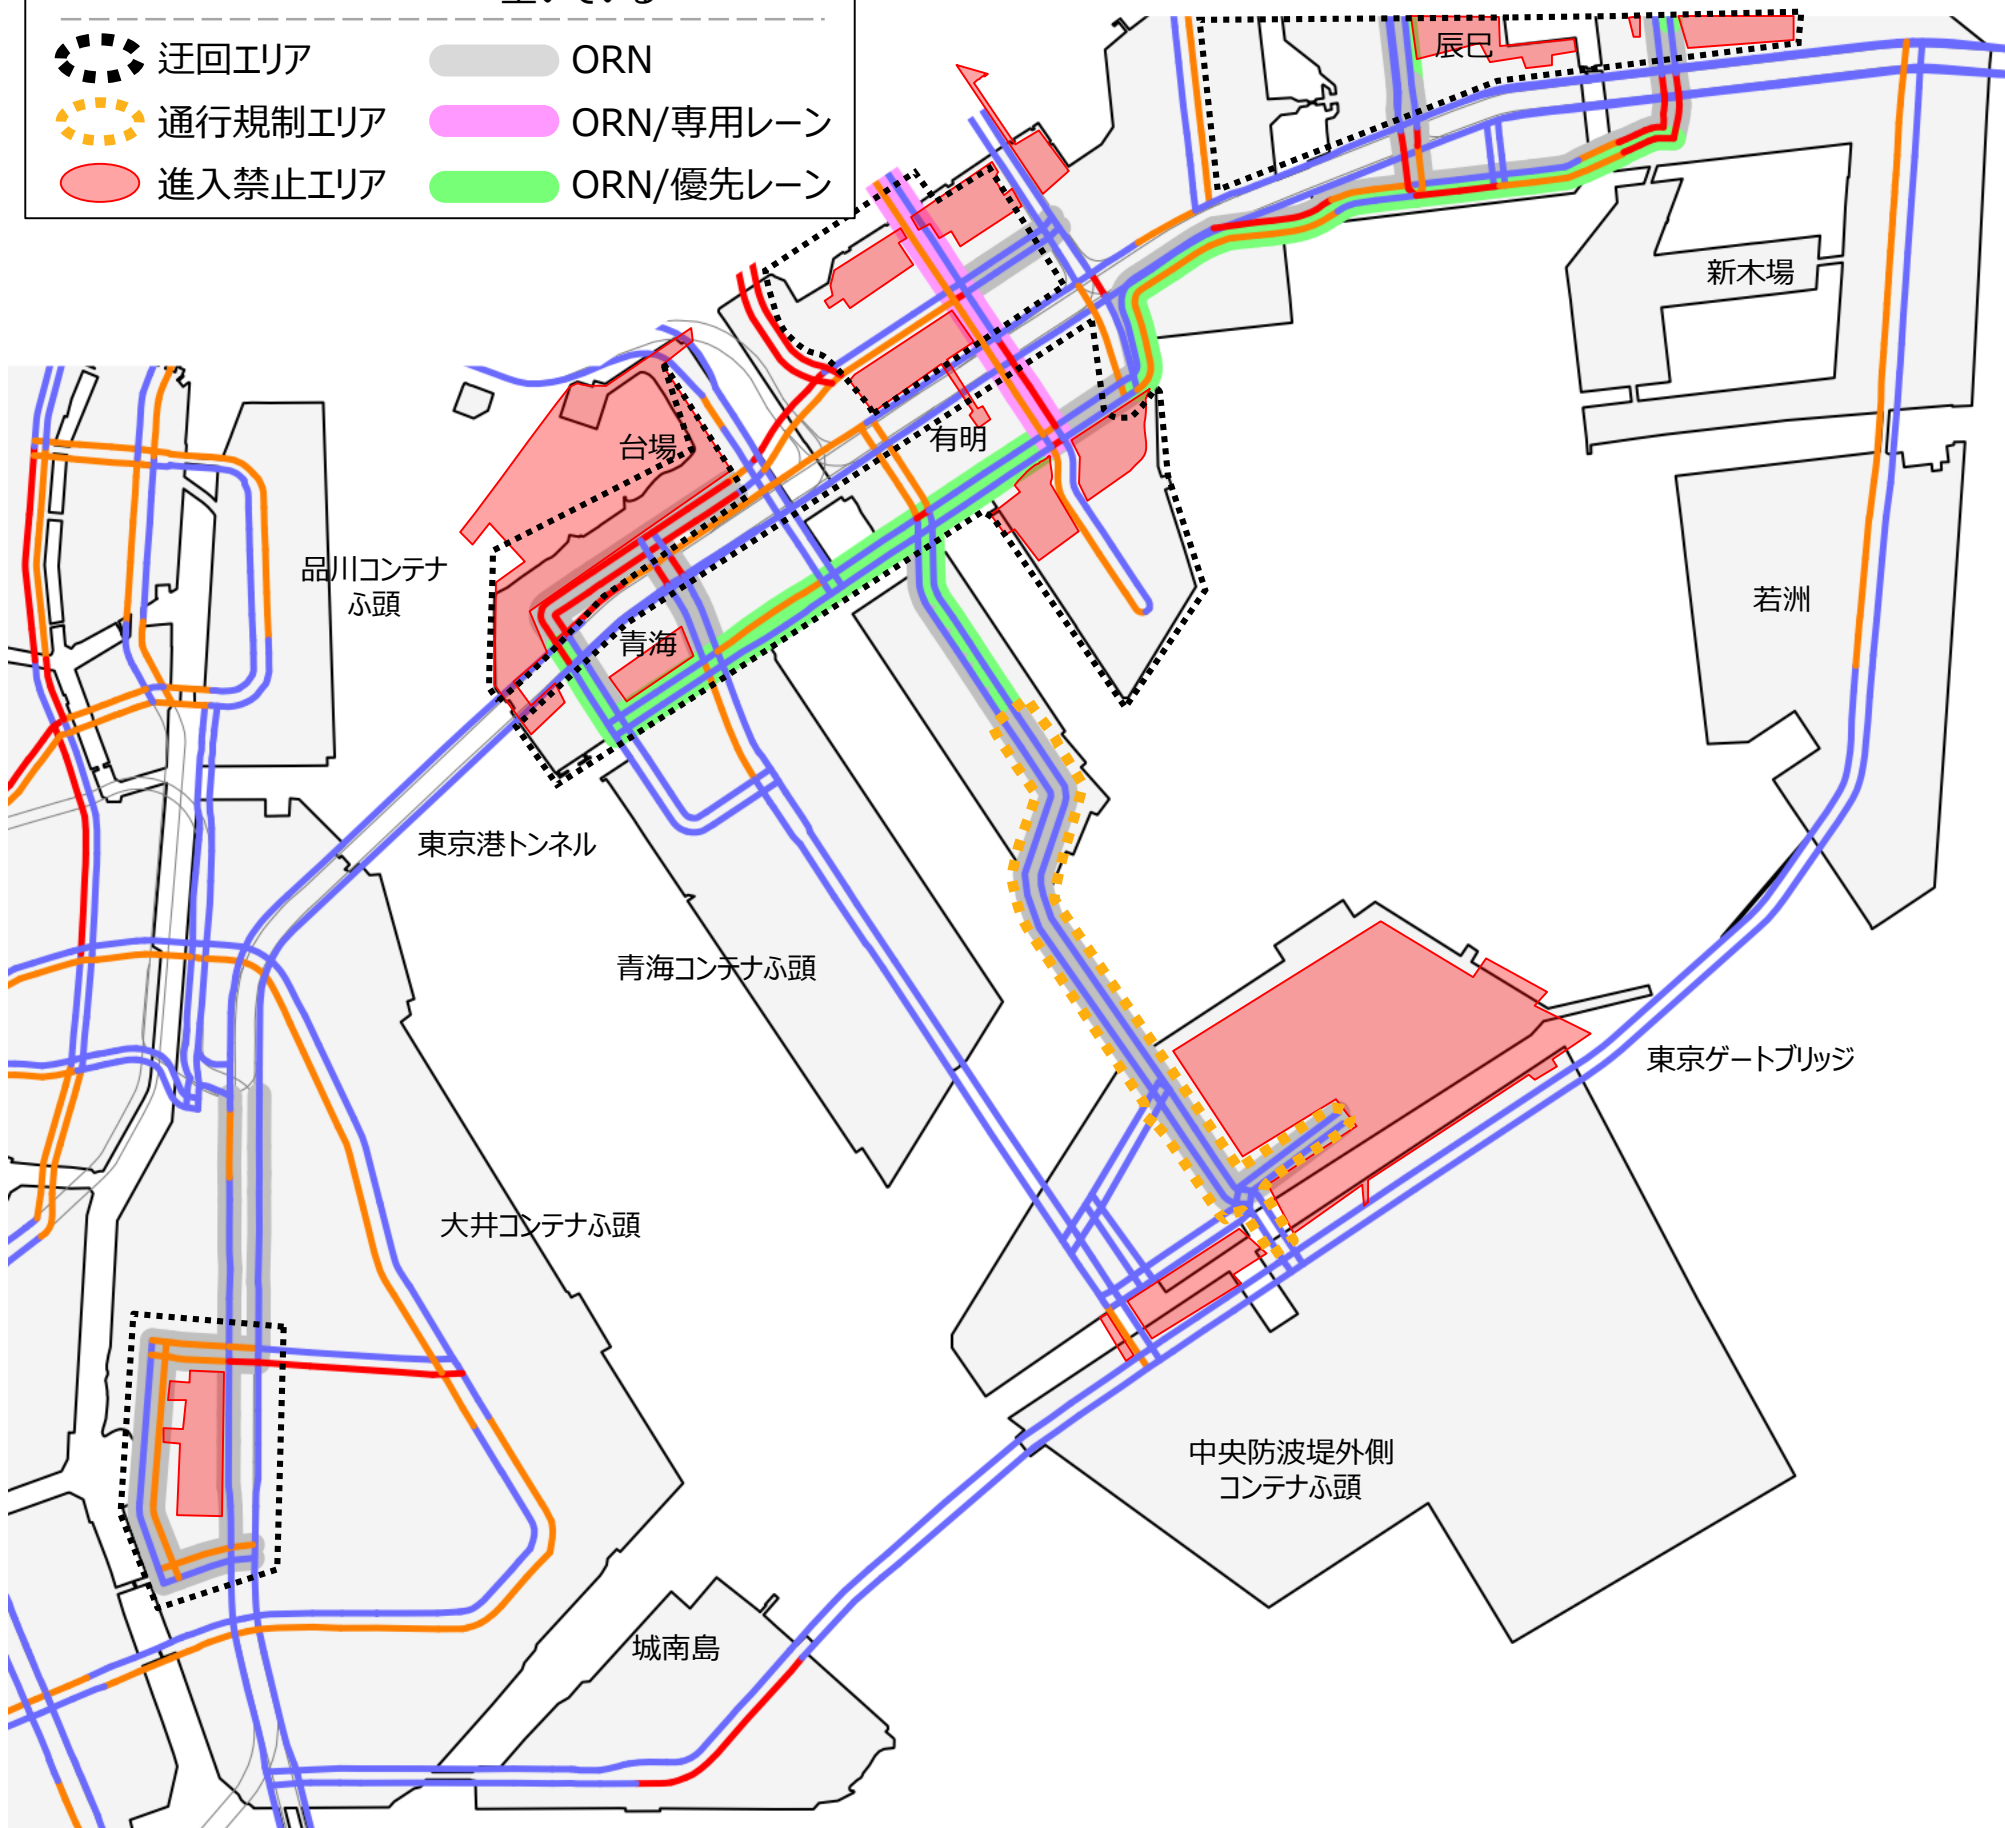 空いている
迂回エリア
ORN
通行規制エリア
ORN/専用レーン
進入禁止エリア
ORN/優先レーン
辰巳
新木場
台場
有明
品川コンテナ
ふ頭
若洲
青海
東京港トンネル
青海コンテナふ頭
東京ゲートブリッジ
大井コンテナふ頭
中央防波堤外側
コンテナふ頭
城南島